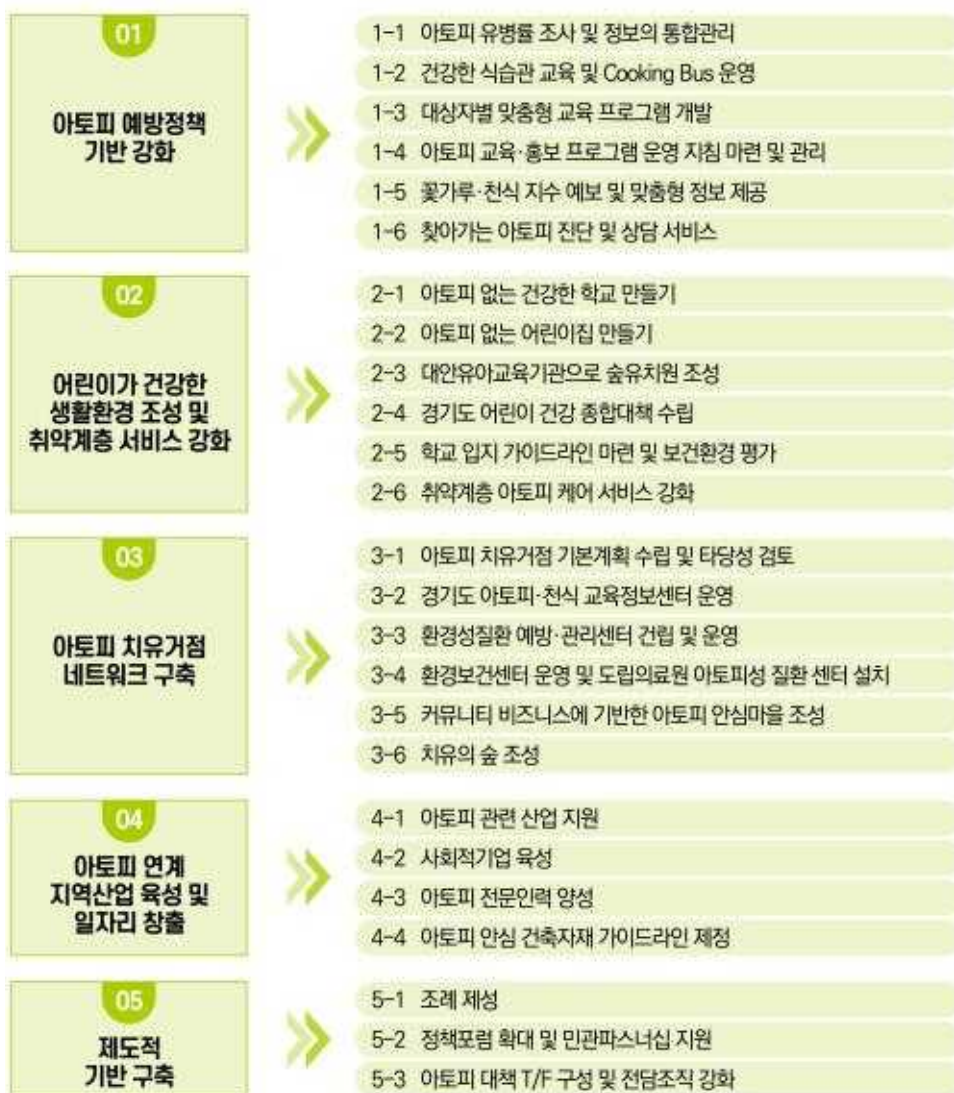 01
아토피 예방정책
기반 강화
1-1 아토피 유병률 조사 및 정보의 통합관리
1-2 건강한 식습관 교육 및 Cooking Bus 운영
1-3 대상자별 맞춤형 교육 프로그램 개발
1-4 아토피 교육·홍보 프로그램 운영 지침 마련 및 관리
1-5 꽃가루·천식 지수 예보 및 맞춤형 정보 제공
1-6 찾아가는 아토피 진단 및 상담 서비스
02
어린이가 건강한
생활환경 조성 및
취약계층 서비스 강화
2-1 아토피 없는 건강한 학교 만들기
2-2 아토피 없는 어린이집 만들기
2-3 대안유아교육기관으로 숲유치원 조성
2-4 경기도 어린이 건강 종합대책 수립
2-5 학교 입지 가이드라인 마련 및 보건환경 평가
2-6 취약계층 아토피 케어 서비스 강화
03
아토피 치유거점
네트워크 구축
3-1 아토피 치유거점 기본계획 수립 및 타당성 검토
3-2 경기도 아토피·천식 교육정보센터 운영
3-3 환경성질환 예방·관리센터 건립 및 운영
3-4 환경보건센터 운영 및 도립의료원 아토피성 질환 센터 설치
3-5 커뮤니티 비즈니스에 기반한 아토피 안심마을 조성
3-6 치유의 숲 조성
04
아토피 연계
지역산업 육성 및
일자리 창출
4-1 아토피 관련 산업 지원
4-2 사회적기업 육성
4-3 아토피 전문인력 양성
4-4 아토피 안심 건축자재 가이드라인 제정
05
제도적
기반 구축
5-1 조례 제성
5-2 정책포럼 확대 및 민관파스너십 지원
5-3 아토피 대책 T/F 구성 및 전담조직 강화